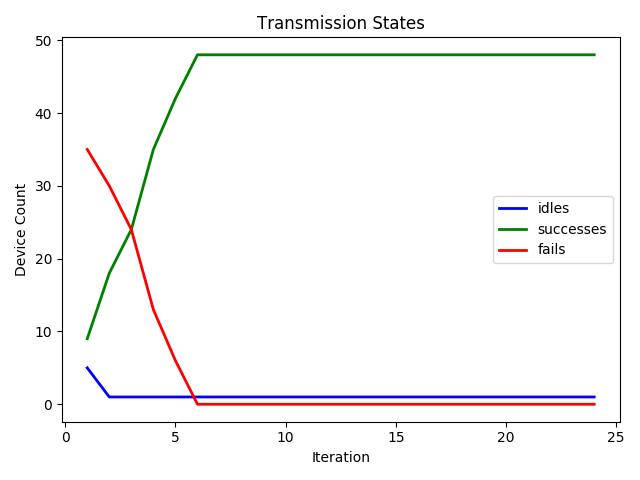 Transmission States
50
40
30
20
10
0
Device Count
idles
successes
fails
0 5 10 15 20 25
Iteration